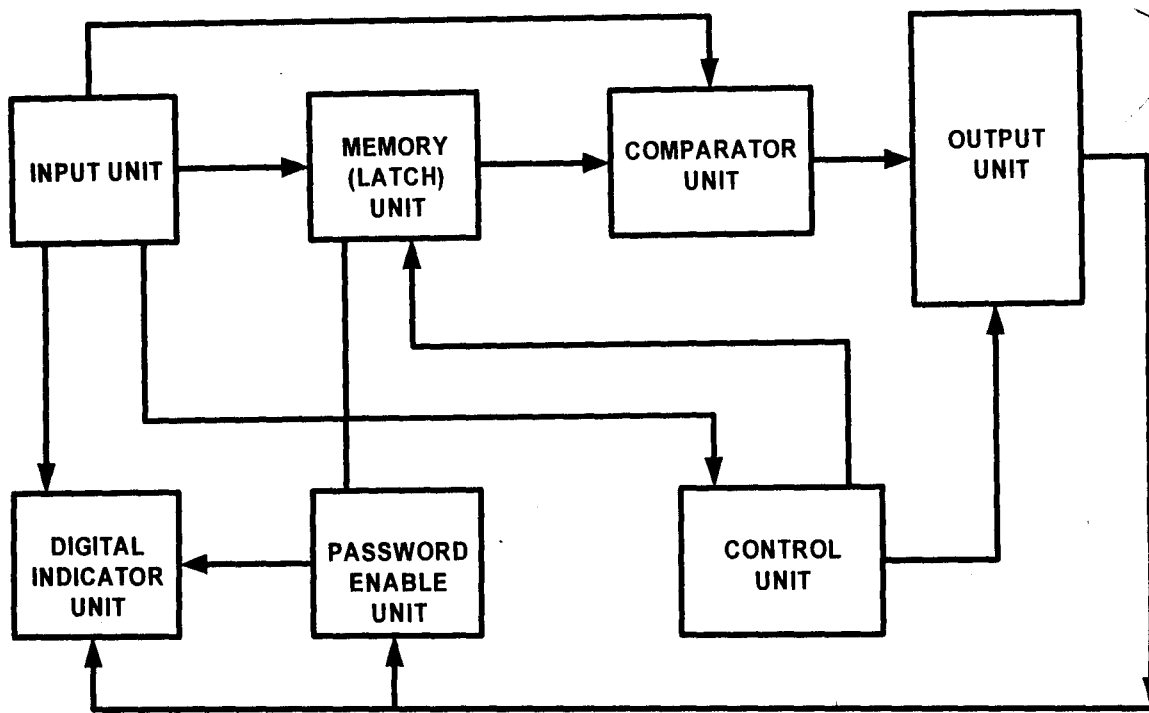 INPUT UNIT
MEMORY
(LATCH)
UNIT
COMPARATOR
UNIT
OUTPUT
UNIT
DIGITAL
INDICATOR
UNIT
PASSWORD
ENABLE
UNIT
CONTROL
UNIT